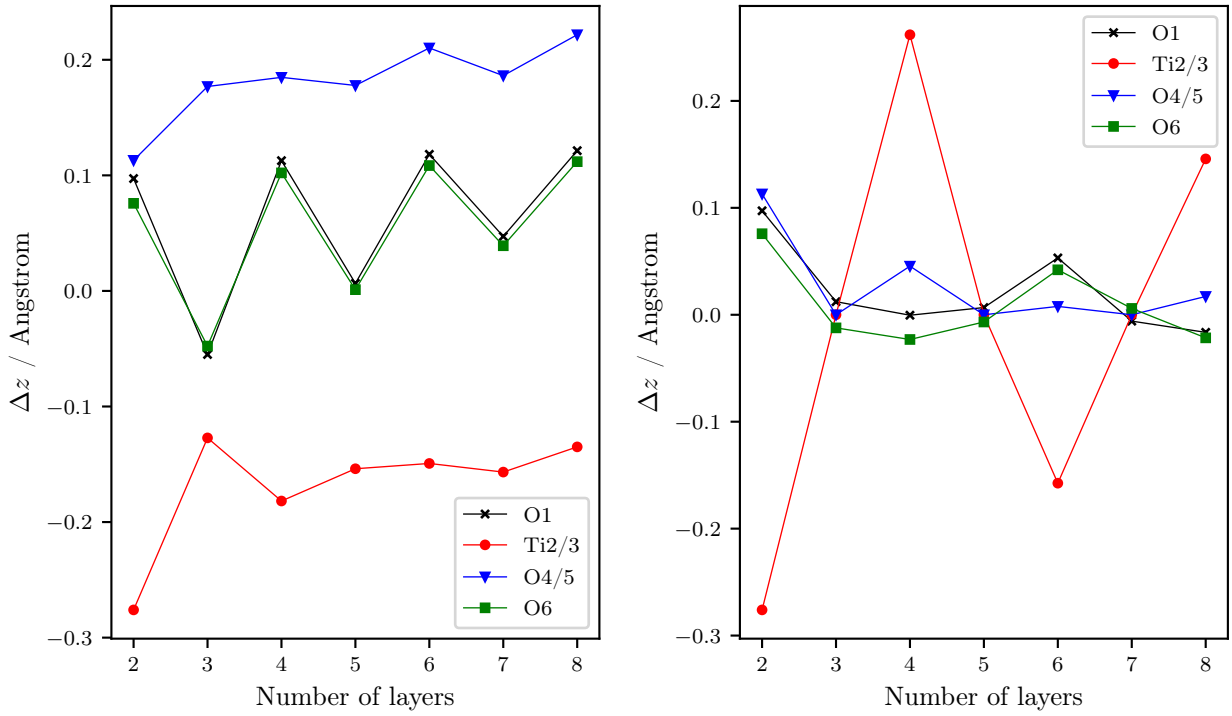 0.2
0.1
0.0
−0.1
−0.2
−0.3
Δz / Angstrom
2 3 4 5 6 7 8
Number of layers
O1
Ti2/3
O4/5
O6
0.2
0.1
0.0
−0.1
−0.2
−0.3
Δz / Angstrom
2 3 4 5 6 7 8
Number of layers
O1
Ti2/3
O4/5
O6